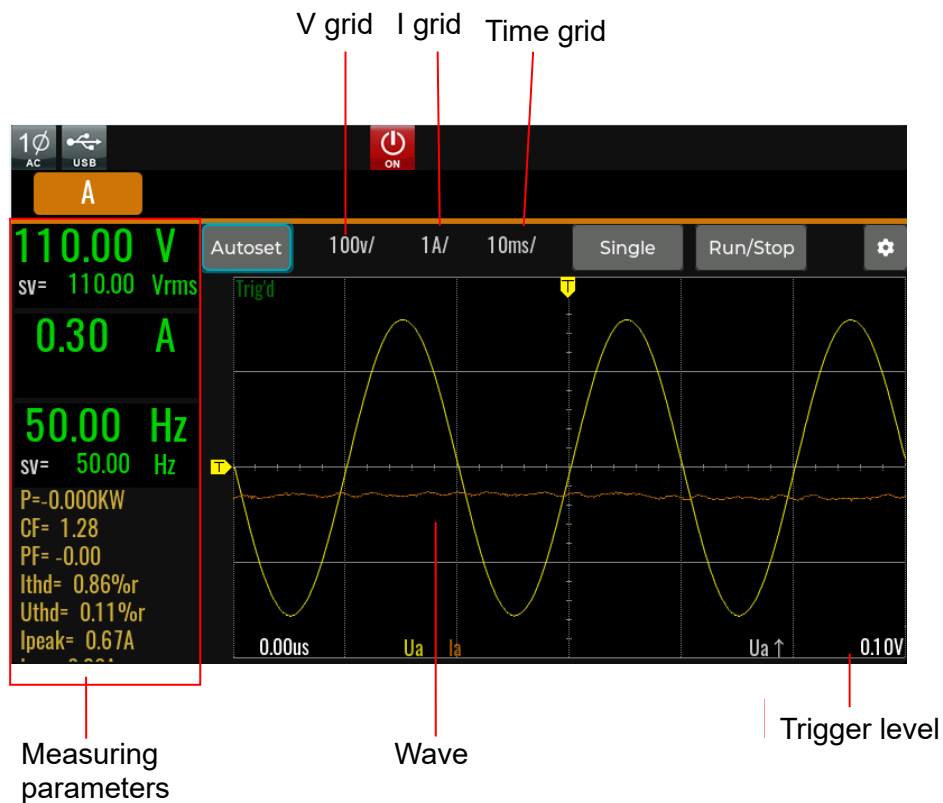 V grid I grid Time grid
1Ø
AC USB ON
A
110.00 V
sv= 110.00 Vrms
0.30 A
50.00 Hz
sv= 50.00 Hz
P=-0.000KW
CF= 1.28
PF= -0.00
Ithd= 0.86%r
Uthd= 0.11%r
Ipeak= 0.67A
Autoset 100v/ 1A/ 10ms/ Single Run/Stop
Trig'd
T
T
0.00us Ua Ia Ua↑ 0.10V
Measuring
parameters
Wave
Trigger level